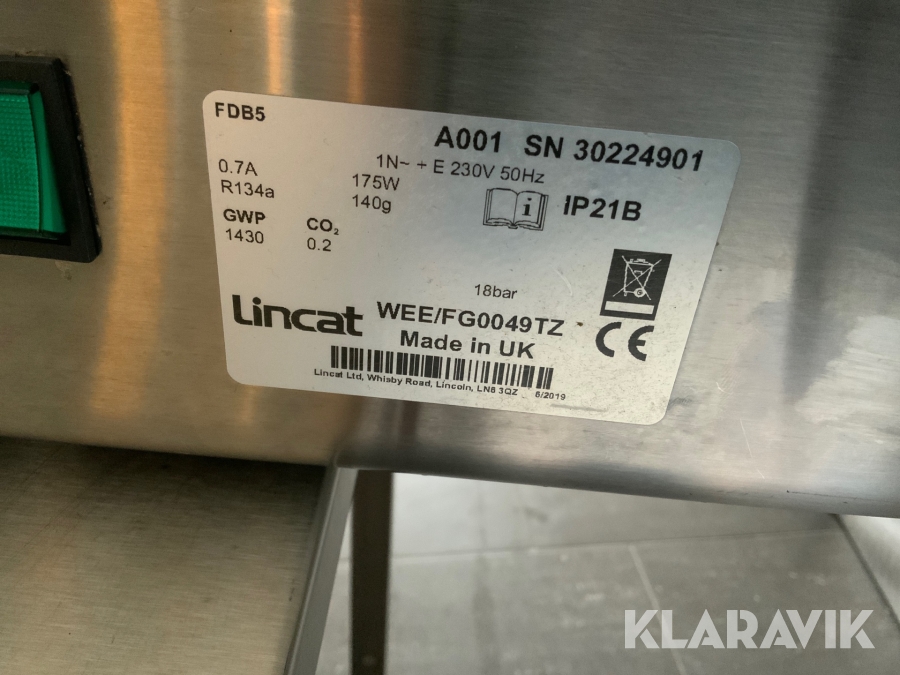 FDB5
A001 SN 30224901
0.7A 1N~ + E 230V 50Hz
R134a 175W
140g
i IP21B
GWP CO₂
1430 0.2
18bar
Lincat WEE/FG0049TZ
Made in UK
CE
Lincat Ltd, Whisby Road, Lincoln, LN6 3QZ 6/2019
KLARAVIK